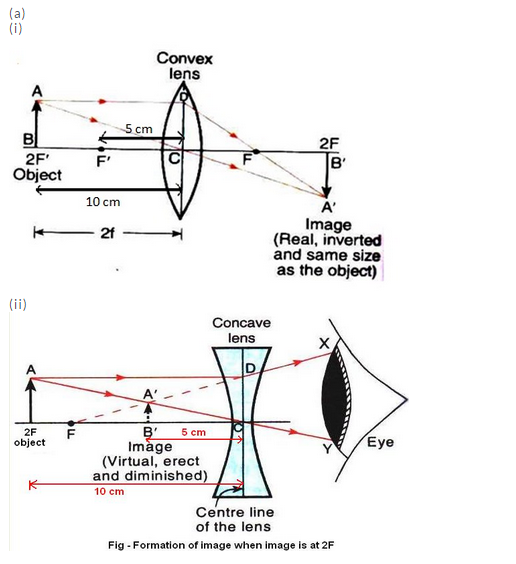 (a)
(i)
Convex
lens
A
D
5 cm
B
2F'
Object
F'
C
F
2F
B'
10 cm
A'
2f
Image
(Real, inverted
and same size
as the object)
(ii)
Concave
lens
X
A
D
A'
2F
object
F
B'
5 cm
C
Y
Eye
Image
(Virtual, erect
and diminished)
10 cm
Centre line
of the lens
Fig - Formation of image when image is at 2F